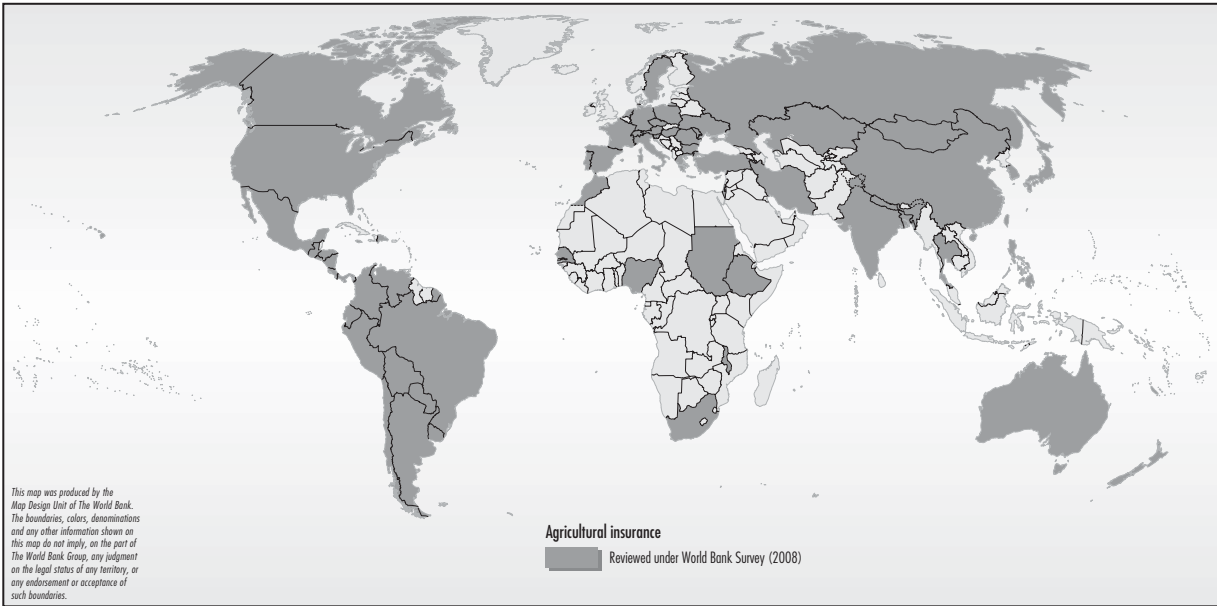 This map was produced by the
Map Design Unit of The World Bank.
The boundaries, colors, denominations
and any other information shown on
this map do not imply, on the part of
The World Bank Group, any judgment
on the legal status of any territory, or
any endorsement or acceptance of
such boundaries.
Agricultural insurance
Reviewed under World Bank Survey (2008)